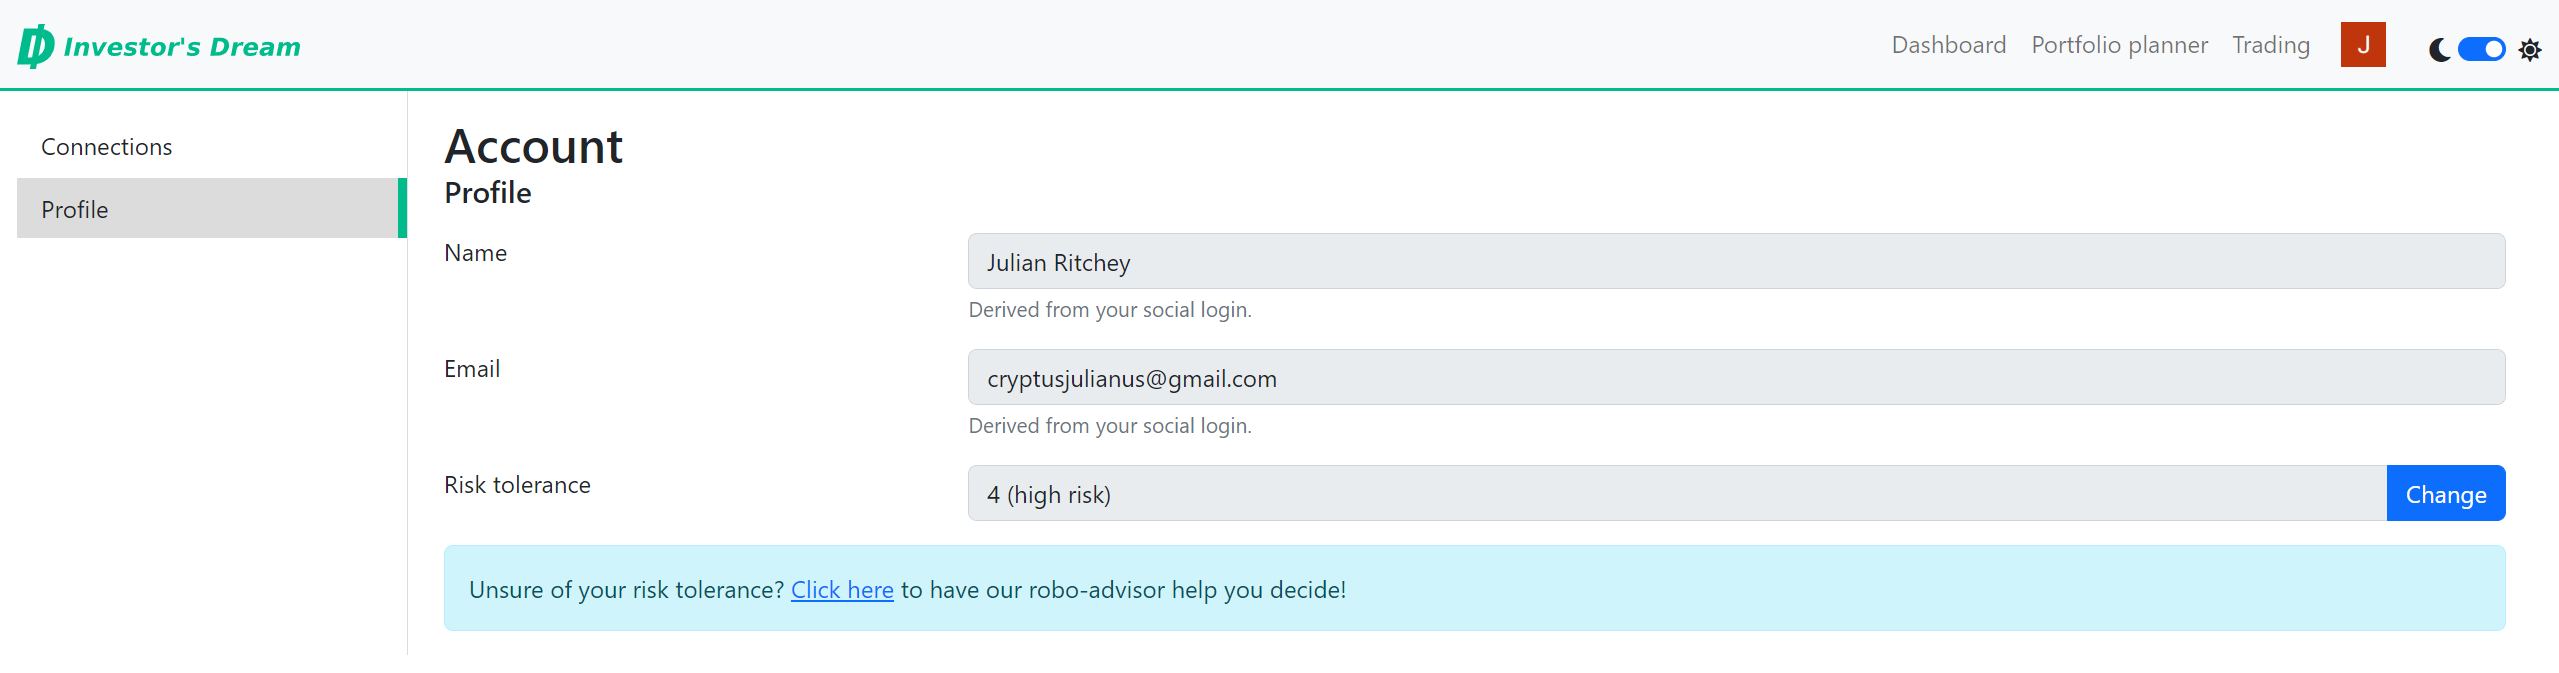 Investor's Dream
Dashboard Portfolio planner Trading J
Connections
Profile
Account
Profile
Name
Julian Ritchey
Derived from your social login.
Email
cryptusjulianus@gmail.com
Derived from your social login.
Risk tolerance
4 (high risk)
Change
Unsure of your risk tolerance? Click here to have our robo-advisor help you decide!